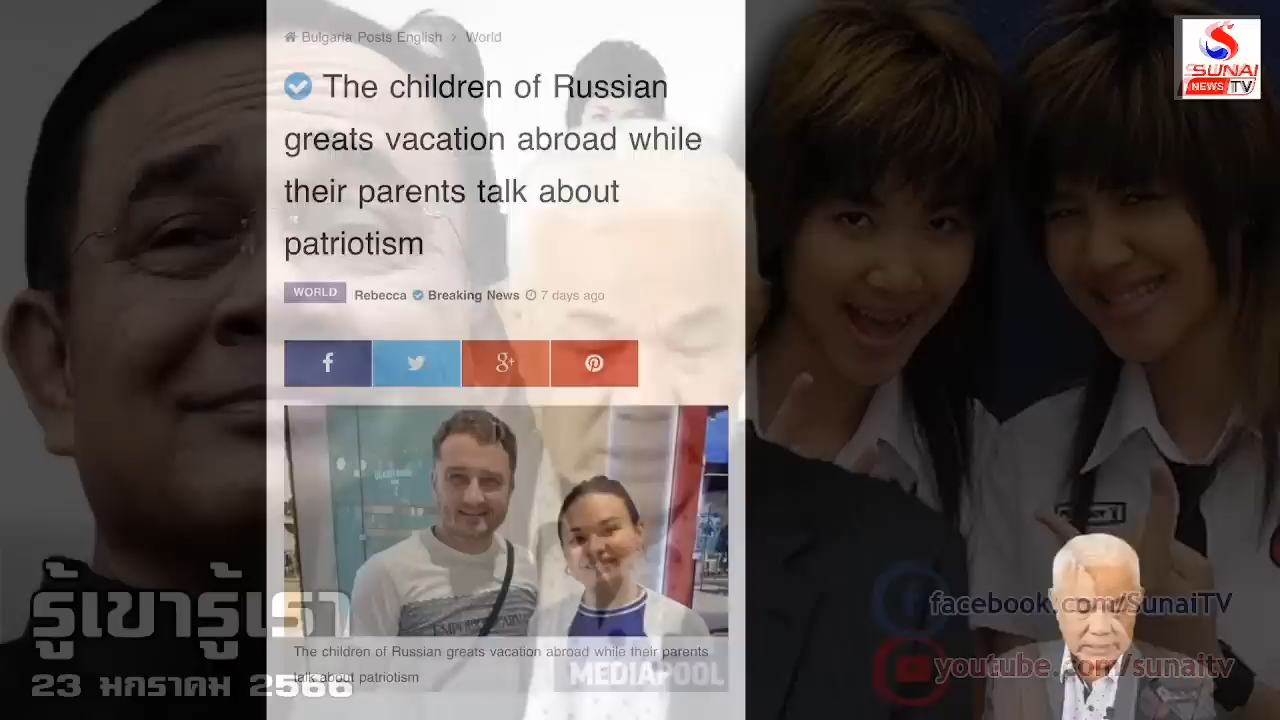 Bulgaria Posts English > World
The children of Russian
greats vacation abroad while
their parents talk about
patriotism
WORLD Rebecca Breaking News 7 days ago
f g+
The children of Russian greats vacation abroad while their parents
talk about patriotism
MEDIAPOOL
SUNAI
NEWS TV
รู้เขารู้เรา
23 มกราคม 2566
facebook.com/SunaiTV
youtube.com/sunaitv